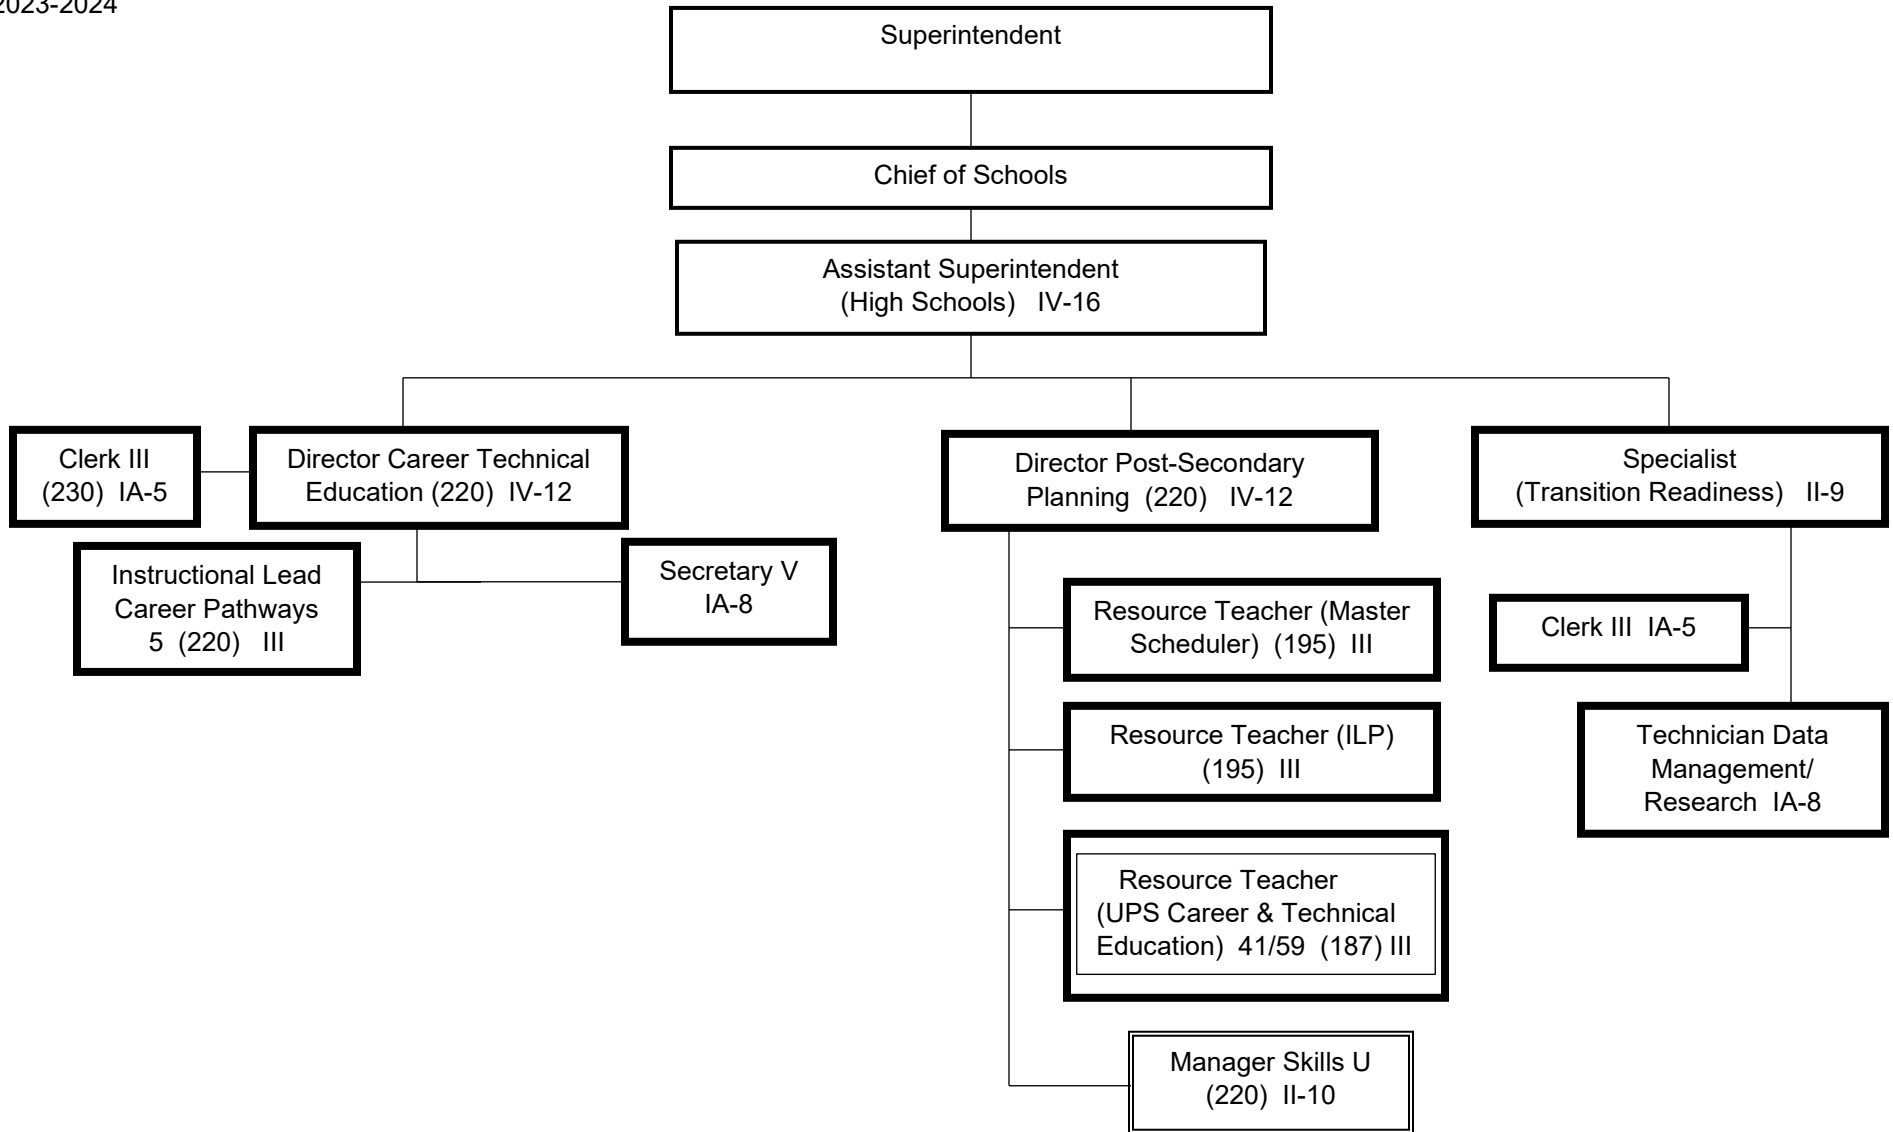 2023-2024
Superintendent
Chief of Schools
Assistant Superintendent
(High Schools) IV-16
Clerk III
(230) IA-5
Director Career Technical
Education (220) IV-12
Director Post-Secondary
Planning (220) IV-12
Specialist
(Transition Readiness) II-9
Instructional Lead
Career Pathways
5 (220) III
Secretary V
IA-8
Resource Teacher (Master
Scheduler) (195) III
Clerk III IA-5
Resource Teacher (ILP)
(195) III
Technician Data
Management/
Research IA-8
Resource Teacher
(UPS Career & Technical
Education) 41/59 (187) III
Manager Skills U
(220) II-10